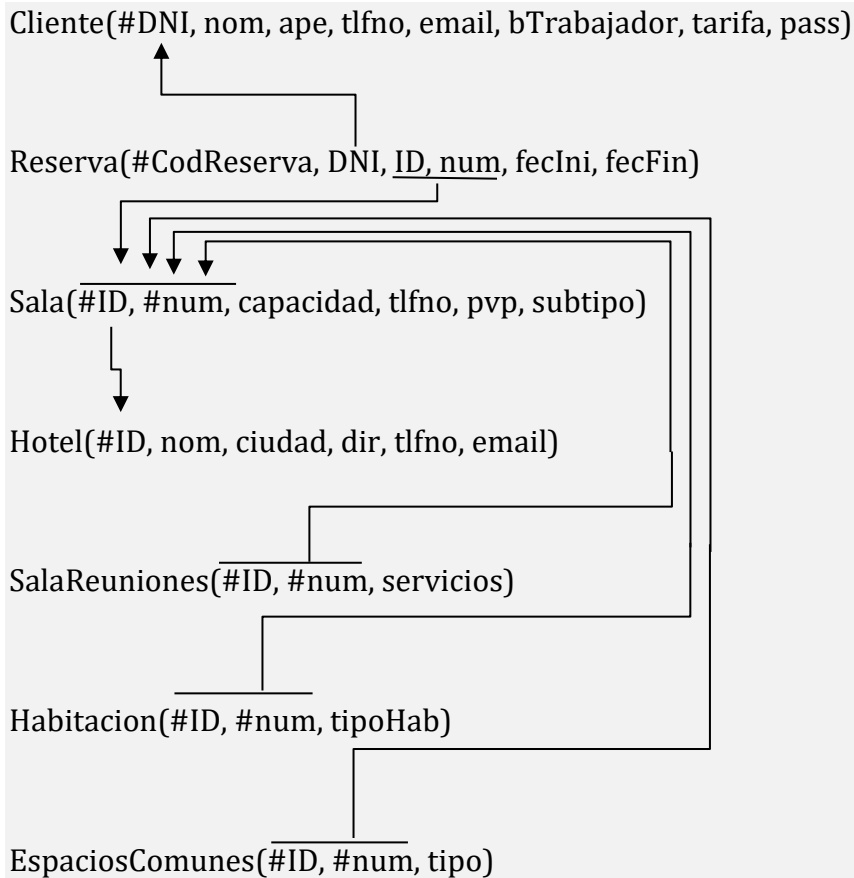 Cliente(#DNI, nom, ape, tlfno, email, bTrabajador, tarifa, pass)
Reserva(#CodReserva, DNI, ID, num, fecIni, fecFin)
Sala(#ID, #num, capacidad, tlfno, pvp, subtipo)
Hotel(#ID, nom, ciudad, dir, tlfno, email)
SalaReuniones(#ID, #num, servicios)
Habitacion(#ID, #num, tipoHab)
EspaciosComunes(#ID, #num, tipo)